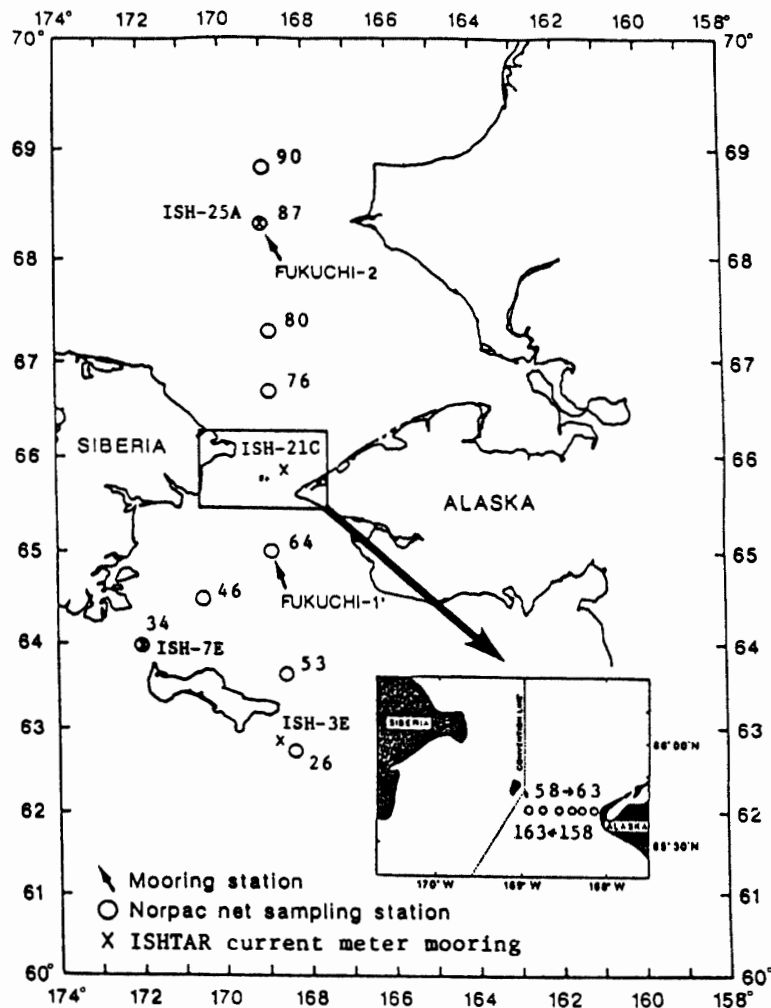 174° 172° 170° 168° 166° 164° 162° 160° 158°
70° 70°
69 69
90
ISH-25A 87
68 68
FUKUCHI-2
80
67 67
76
66 66
SIBERIA
ISH-21C
ALASKA
65 65
64
46
FUKUCHI-1'
34
64 64
ISH-7E
53
63 63
ISH-3E
26
62 62
61 61
60° 60°
SIBERIA
CONVENTION LINE
66°00'N
58→63
163←158
ALASKA
65°30'N
170°W 169°W 168°W
Mooring station
Norpac net sampling station
X ISHTAR current meter mooring
174° 172° 170 168 166 164 162 160 158°